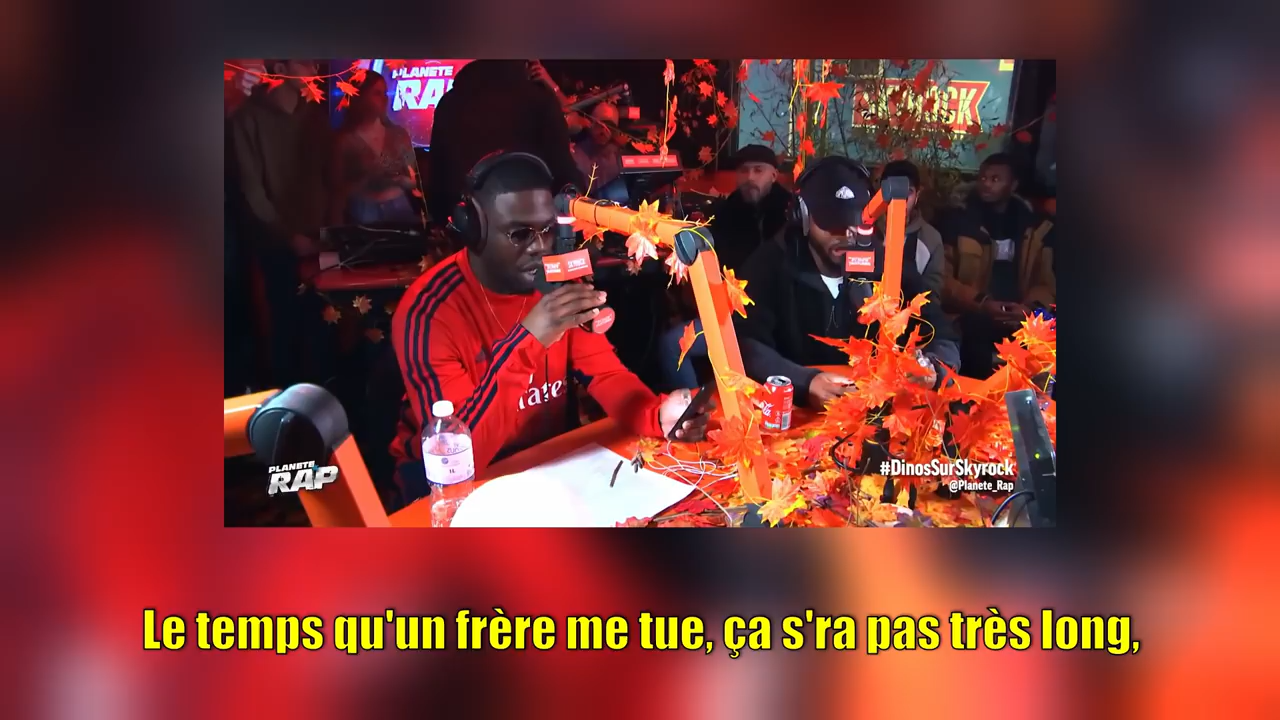 PLANETE
RAP
SKYROCK
rates
PLANETE
RAP
#DinosSurSkyrock
@Planete_Rap
Le temps qu'un frère me tue, ça s'ra pas très long,